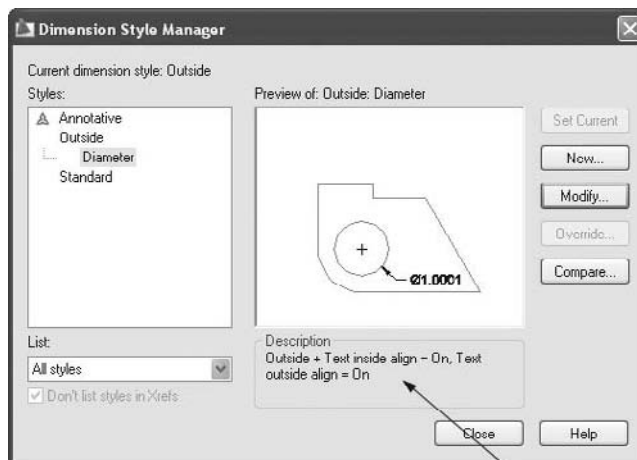 Dimension Style Manager
Current dimension style: Outside
Styles:
Annotative
Outside
Diameter
Standard
List:
All styles
Don't list styles in Xrefs
Preview of: Outside: Diameter
Ø1.0001
Description
Outside + Text inside align - On, Text
outside align = On
Set Current
New...
Modify...
Override...
Compare...
Close
Help